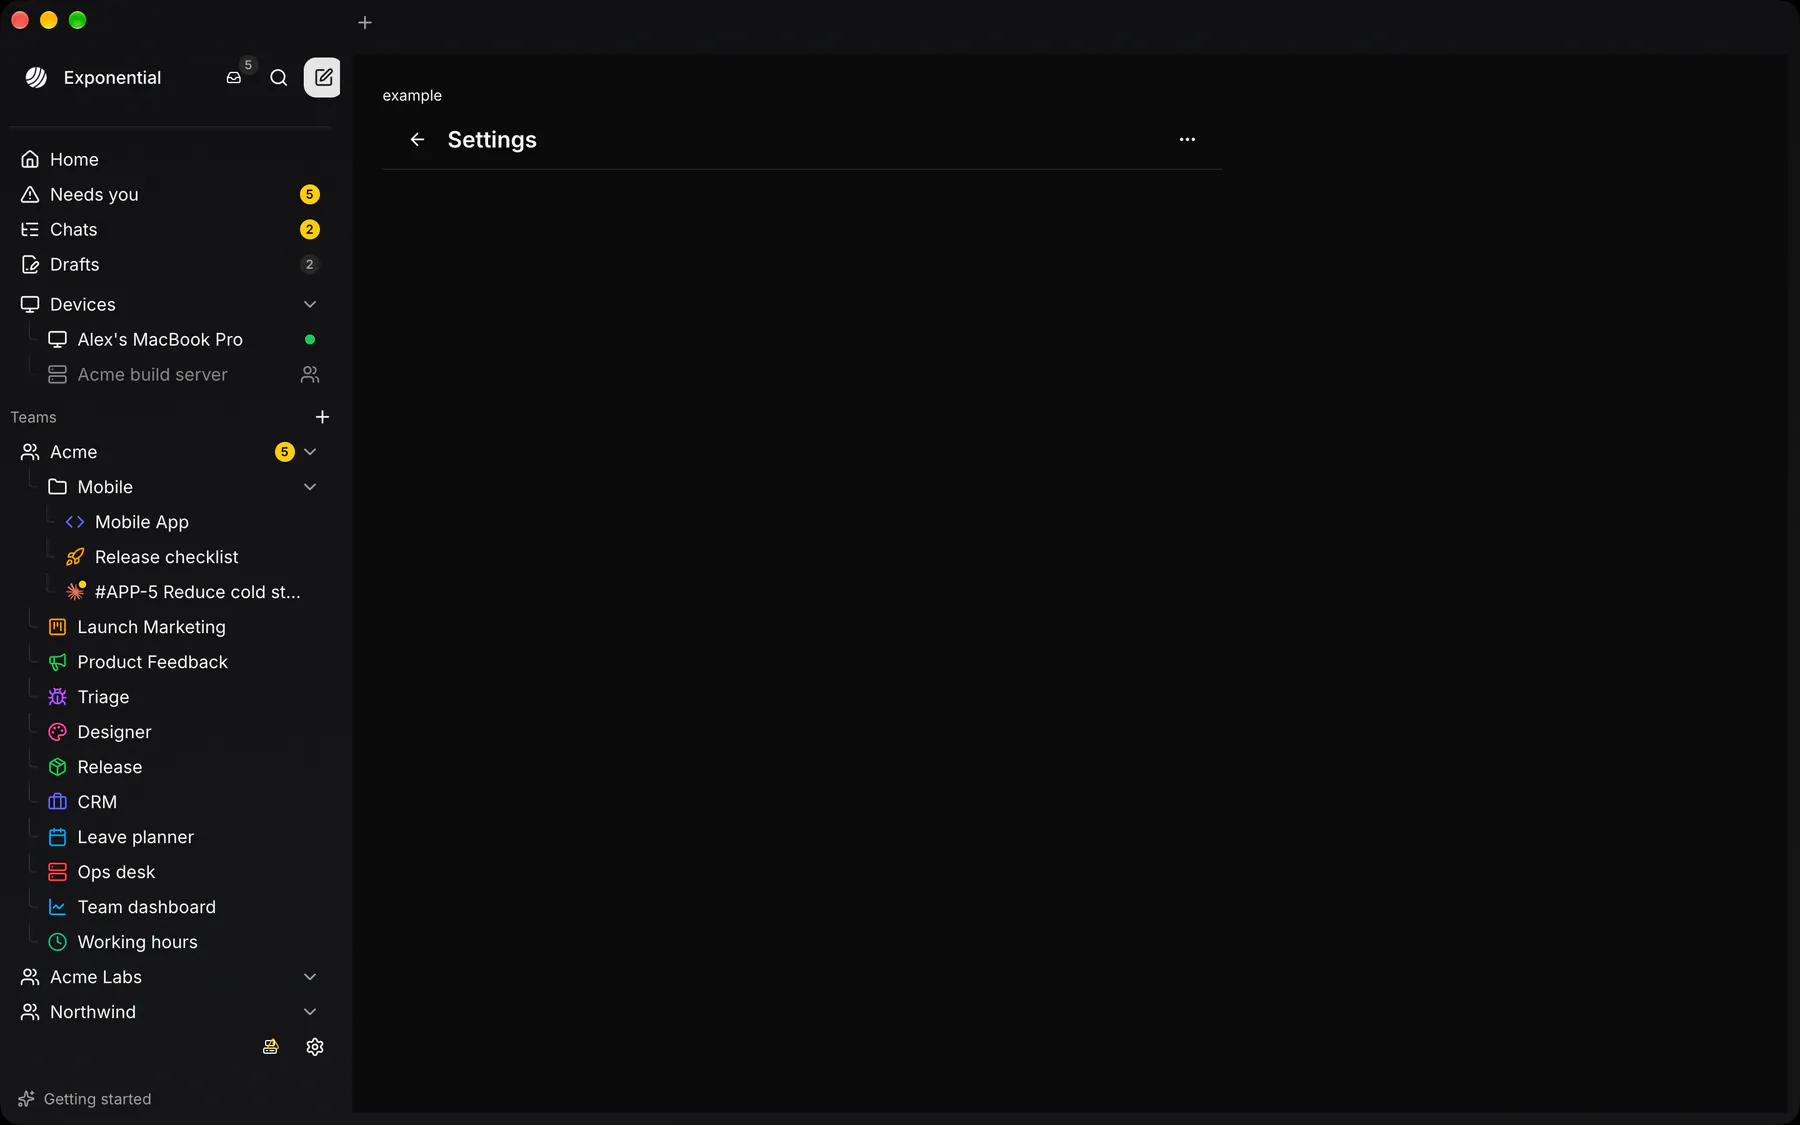 Exponential
5
Home
Needs you
5
Chats
2
Drafts
2
Devices
Alex's MacBook Pro
Acme build server
Teams
Acme
5
Mobile
Mobile App
Release checklist
#APP-5 Reduce cold st...
Launch Marketing
Product Feedback
Triage
Designer
Release
CRM
Leave planner
Ops desk
Team dashboard
Working hours
Acme Labs
Northwind
Getting started
example
Settings